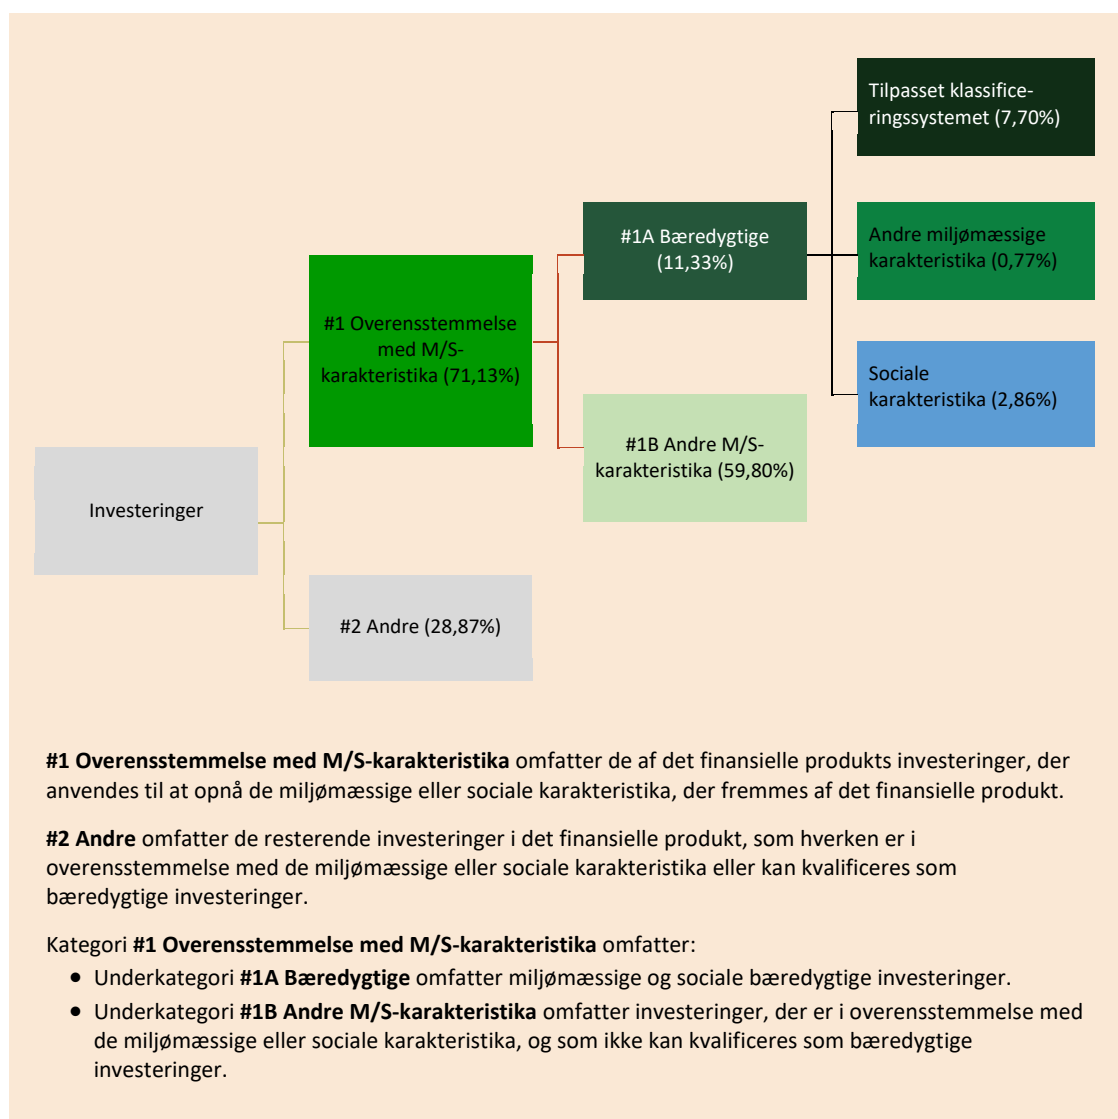 Tilpasset klassifice-
ringssystemet (7,70%)
#1A Bæredygtige
(11,33%)
Andre miljømæssige
karakteristika (0,77%)
#1 Overensstemmelse
med M/S-
karakteristika (71,13%)
Sociale
karakteristika (2,86%)
#1B Andre M/S-
karakteristika (59,80%)
Investeringer
#2 Andre (28,87%)
#1 Overensstemmelse med M/S-karakteristika omfatter de af det finansielle produkts investeringer, der
anvendes til at opnå de miljømæssige eller sociale karakteristika, der fremmes af det finansielle produkt.
#2 Andre omfatter de resterende investeringer i det finansielle produkt, som hverken er i
overensstemmelse med de miljømæssige eller sociale karakteristika eller kan kvalificeres som
bæredygtige investeringer.
Kategori #1 Overensstemmelse med M/S-karakteristika omfatter:
• Underkategori #1A Bæredygtige omfatter miljømæssige og sociale bæredygtige investeringer.
• Underkategori #1B Andre M/S-karakteristika omfatter investeringer, der er i overensstemmelse med
de miljømæssige eller sociale karakteristika, og som ikke kan kvalificeres som bæredygtige
investeringer.